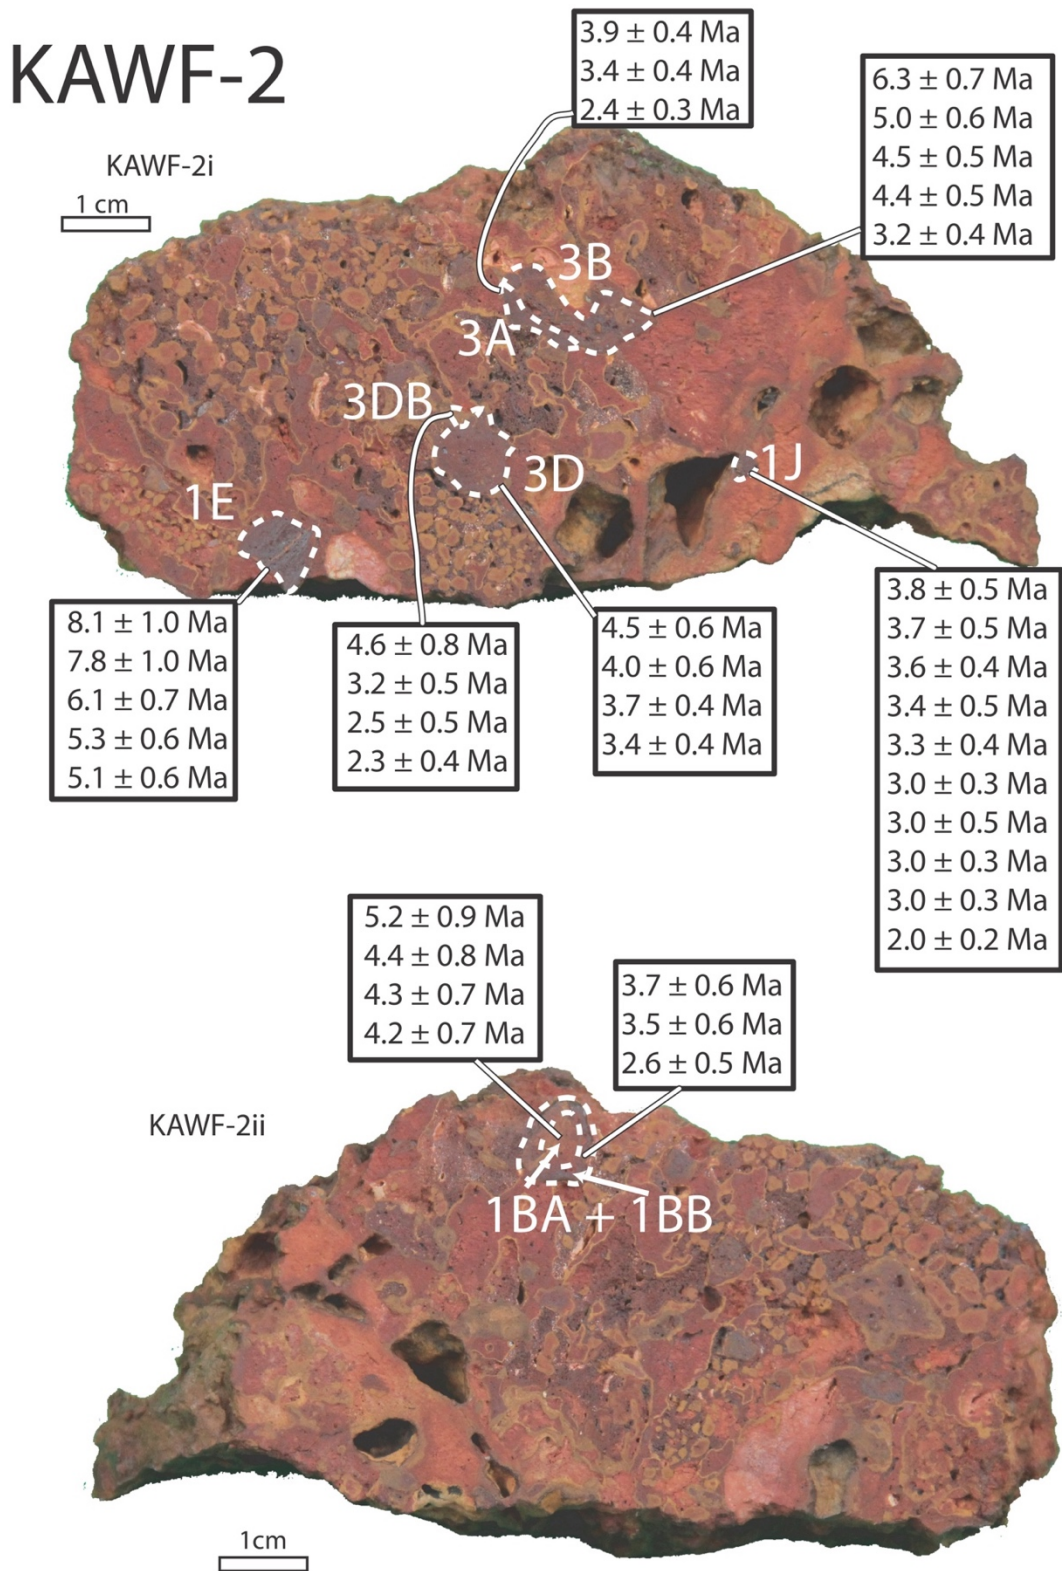 KAWF-2
KAWF-2i
1 cm
3.9 ± 0.4 Ma
3.4 ± 0.4 Ma
2.4 ± 0.3 Ma
6.3 ± 0.7 Ma
5.0 ± 0.6 Ma
4.5 ± 0.5 Ma
4.4 ± 0.5 Ma
3.2 ± 0.4 Ma
3B
3A
3DB
3D
1J
1E
8.1 ± 1.0 Ma
7.8 ± 1.0 Ma
6.1 ± 0.7 Ma
5.3 ± 0.6 Ma
5.1 ± 0.6 Ma
4.6 ± 0.8 Ma
3.2 ± 0.5 Ma
2.5 ± 0.5 Ma
2.3 ± 0.4 Ma
4.5 ± 0.6 Ma
4.0 ± 0.6 Ma
3.7 ± 0.4 Ma
3.4 ± 0.4 Ma
3.8 ± 0.5 Ma
3.7 ± 0.5 Ma
3.6 ± 0.4 Ma
3.4 ± 0.5 Ma
3.3 ± 0.4 Ma
3.0 ± 0.3 Ma
3.0 ± 0.5 Ma
3.0 ± 0.3 Ma
3.0 ± 0.3 Ma
2.0 ± 0.2 Ma
5.2 ± 0.9 Ma
4.4 ± 0.8 Ma
4.3 ± 0.7 Ma
4.2 ± 0.7 Ma
3.7 ± 0.6 Ma
3.5 ± 0.6 Ma
2.6 ± 0.5 Ma
KAWF-2ii
1BA + 1BB
1cm